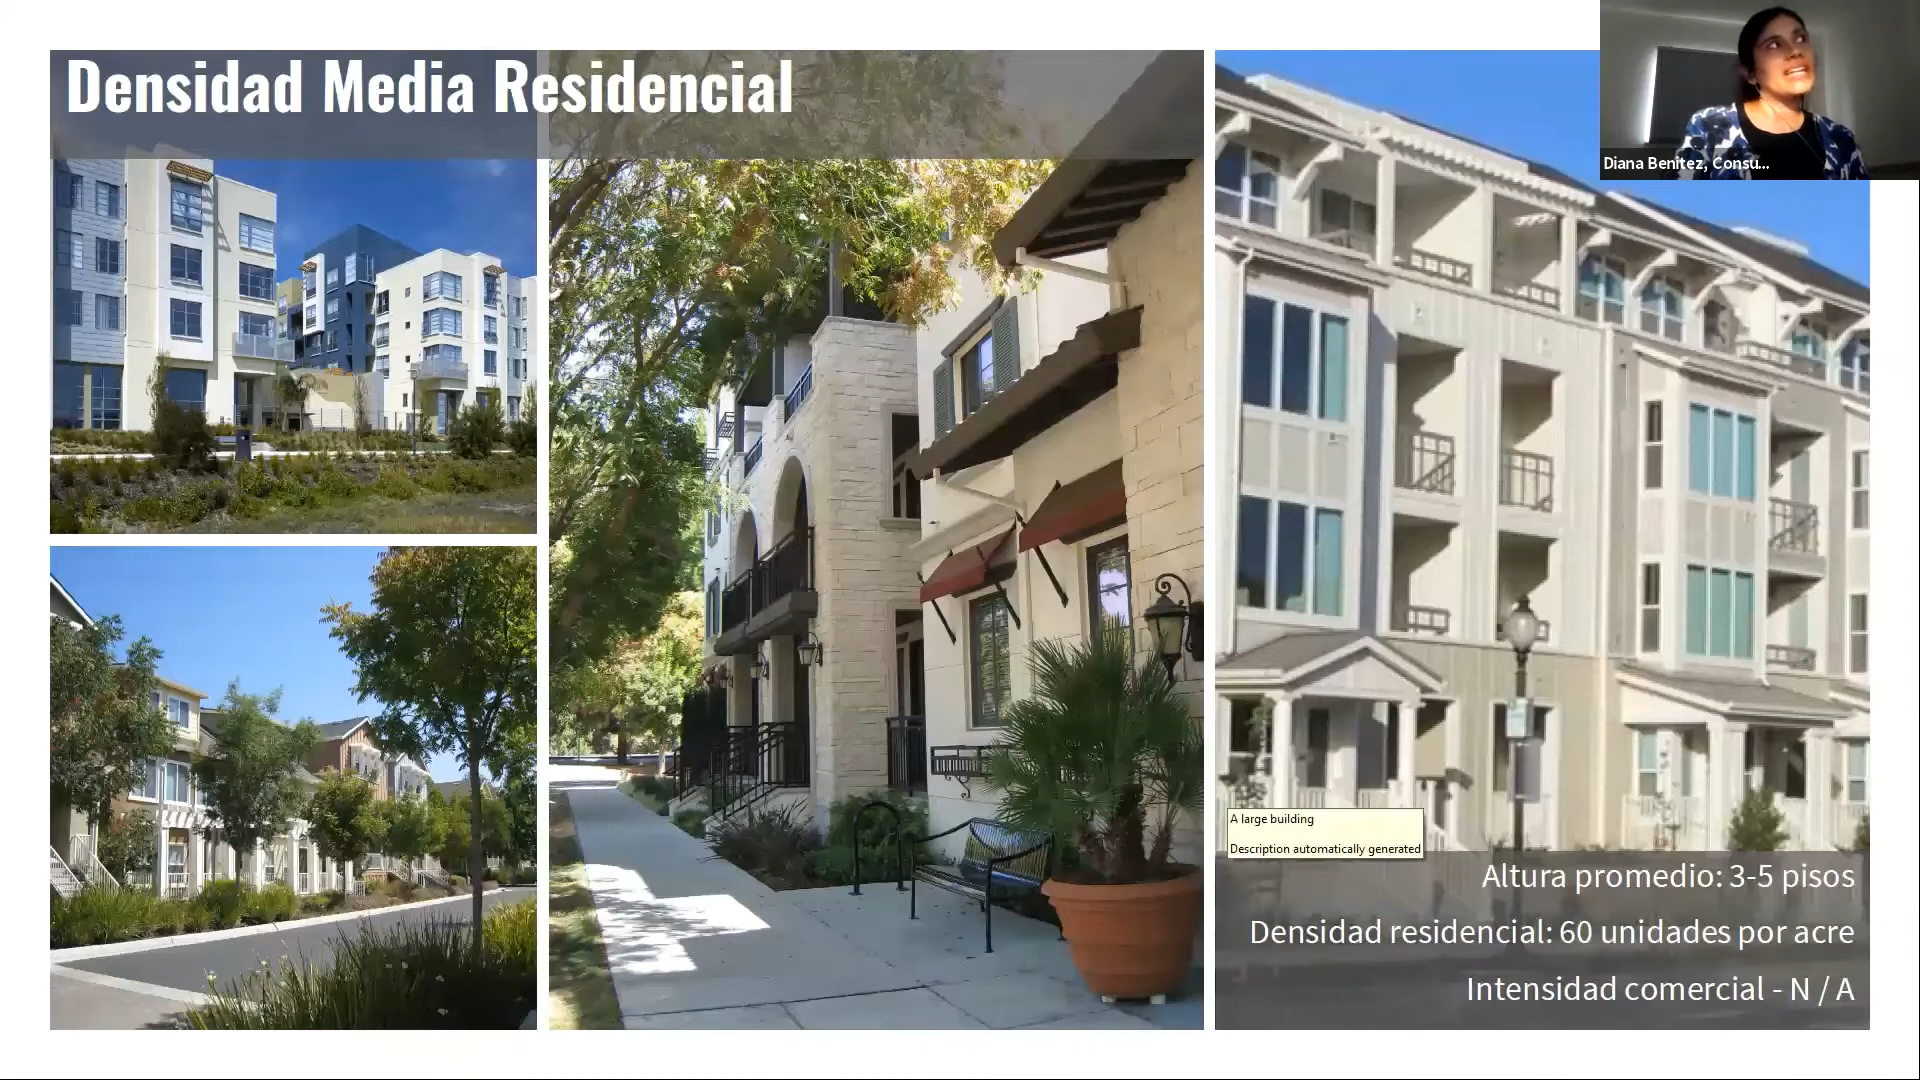 Densidad Media Residencial
Diana Benitez, Consu...
A large building
Description automatically generated
Altura promedio: 3-5 pisos
Densidad residencial: 60 unidades por acre
Intensidad comercial - N / A